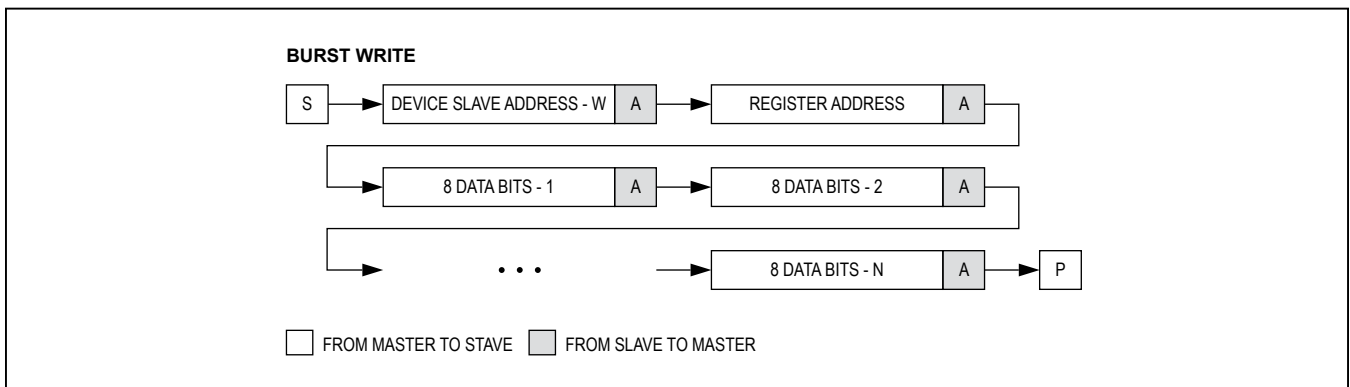 BURST WRITE
S DEVICE SLAVE ADDRESS - W A REGISTER ADDRESS A
8 DATA BITS - 1 A 8 DATA BITS - 2 A
• • • 8 DATA BITS - N A P
FROM MASTER TO STAVE FROM SLAVE TO MASTER